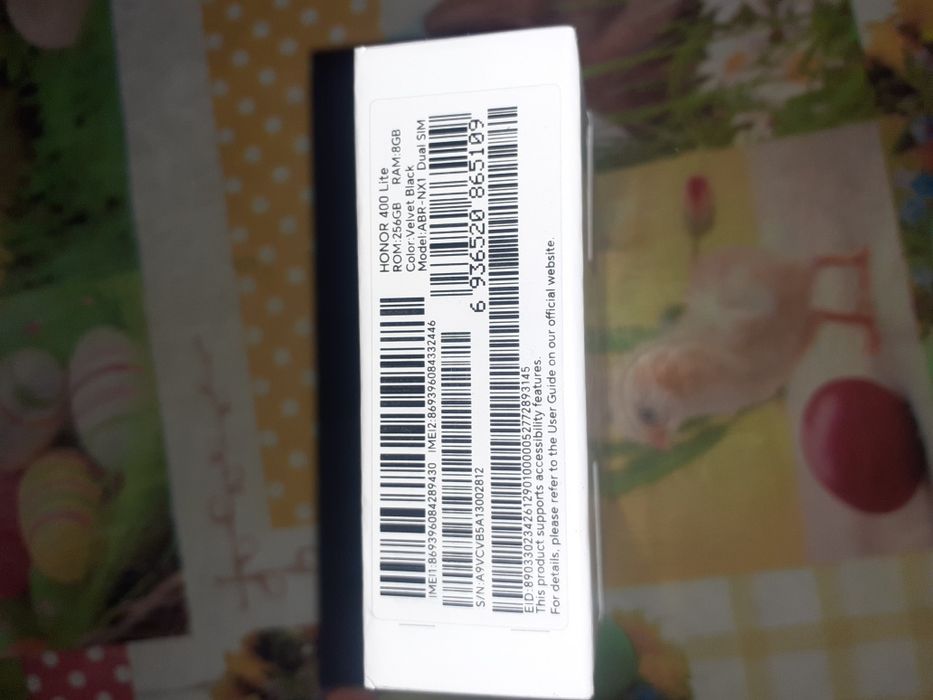 HONOR 400 Lite
ROM:256GB RAM:8GB
Color:Velvet Black
Model:ABR-NX1 Dual SIM
6 936520 865109
IMEI1:869396084289430 IMEI2:869396084332446
S/N:A9VCVB5A13002812
EID:89033023426129010000052772893145
This product supports accessibility features.
For details, please refer to the User Guide on our official website.